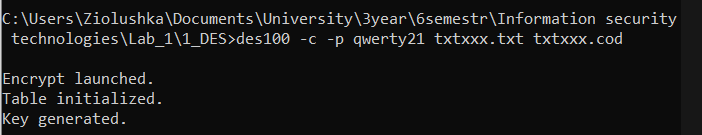 C:\Users\Ziolushka\Documents\University\3year\6semestr\Information security
technologies\Lab_1\1_DES>des100 -c -p qwerty21 txtxxx.txt txtxxx.cod
Encrypt launched.
Table initialized.
Key generated.